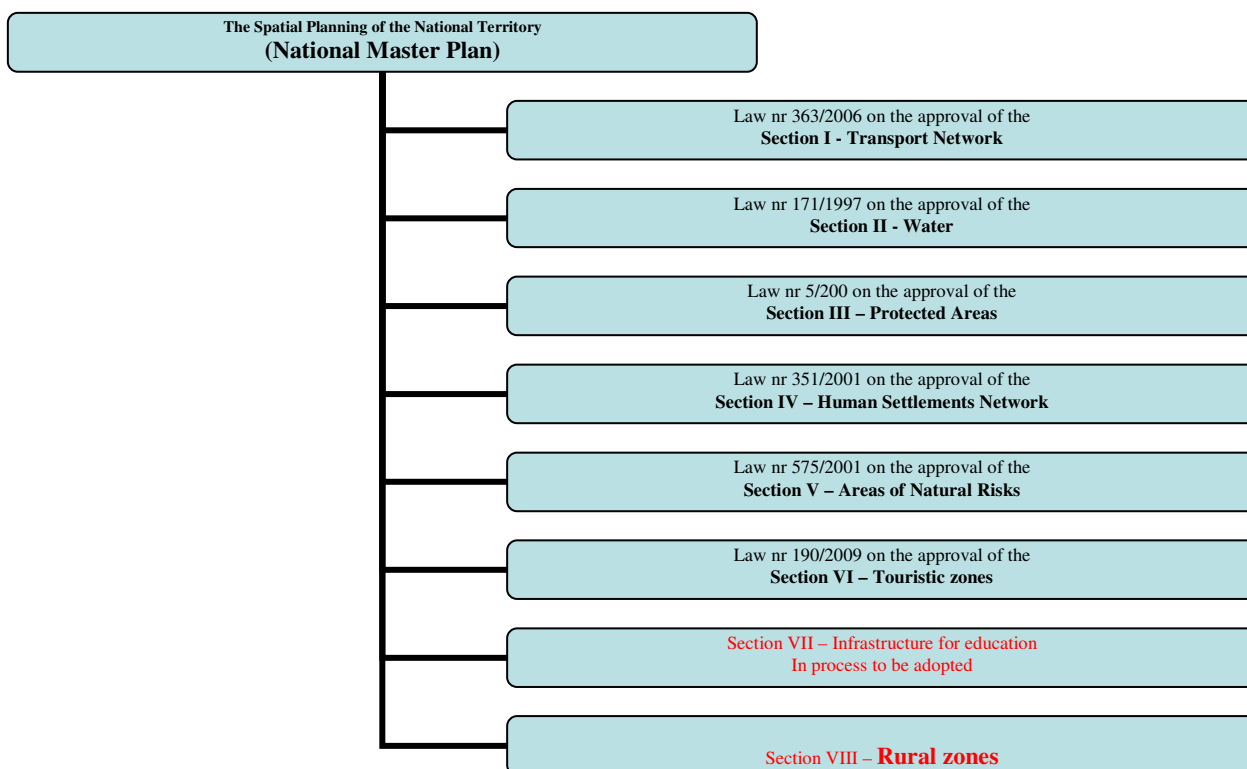 The Spatial Planning of the National Territory
(National Master Plan)
Law nr 363/2006 on the approval of the
Section I - Transport Network
Law nr 171/1997 on the approval of the
Section II - Water
Law nr 5/200 on the approval of the
Section III – Protected Areas
Law nr 351/2001 on the approval of the
Section IV – Human Settlements Network
Law nr 575/2001 on the approval of the
Section V – Areas of Natural Risks
Law nr 190/2009 on the approval of the
Section VI – Touristic zones
Section VII – Infrastructure for education
In process to be adopted
Section VIII – Rural zones